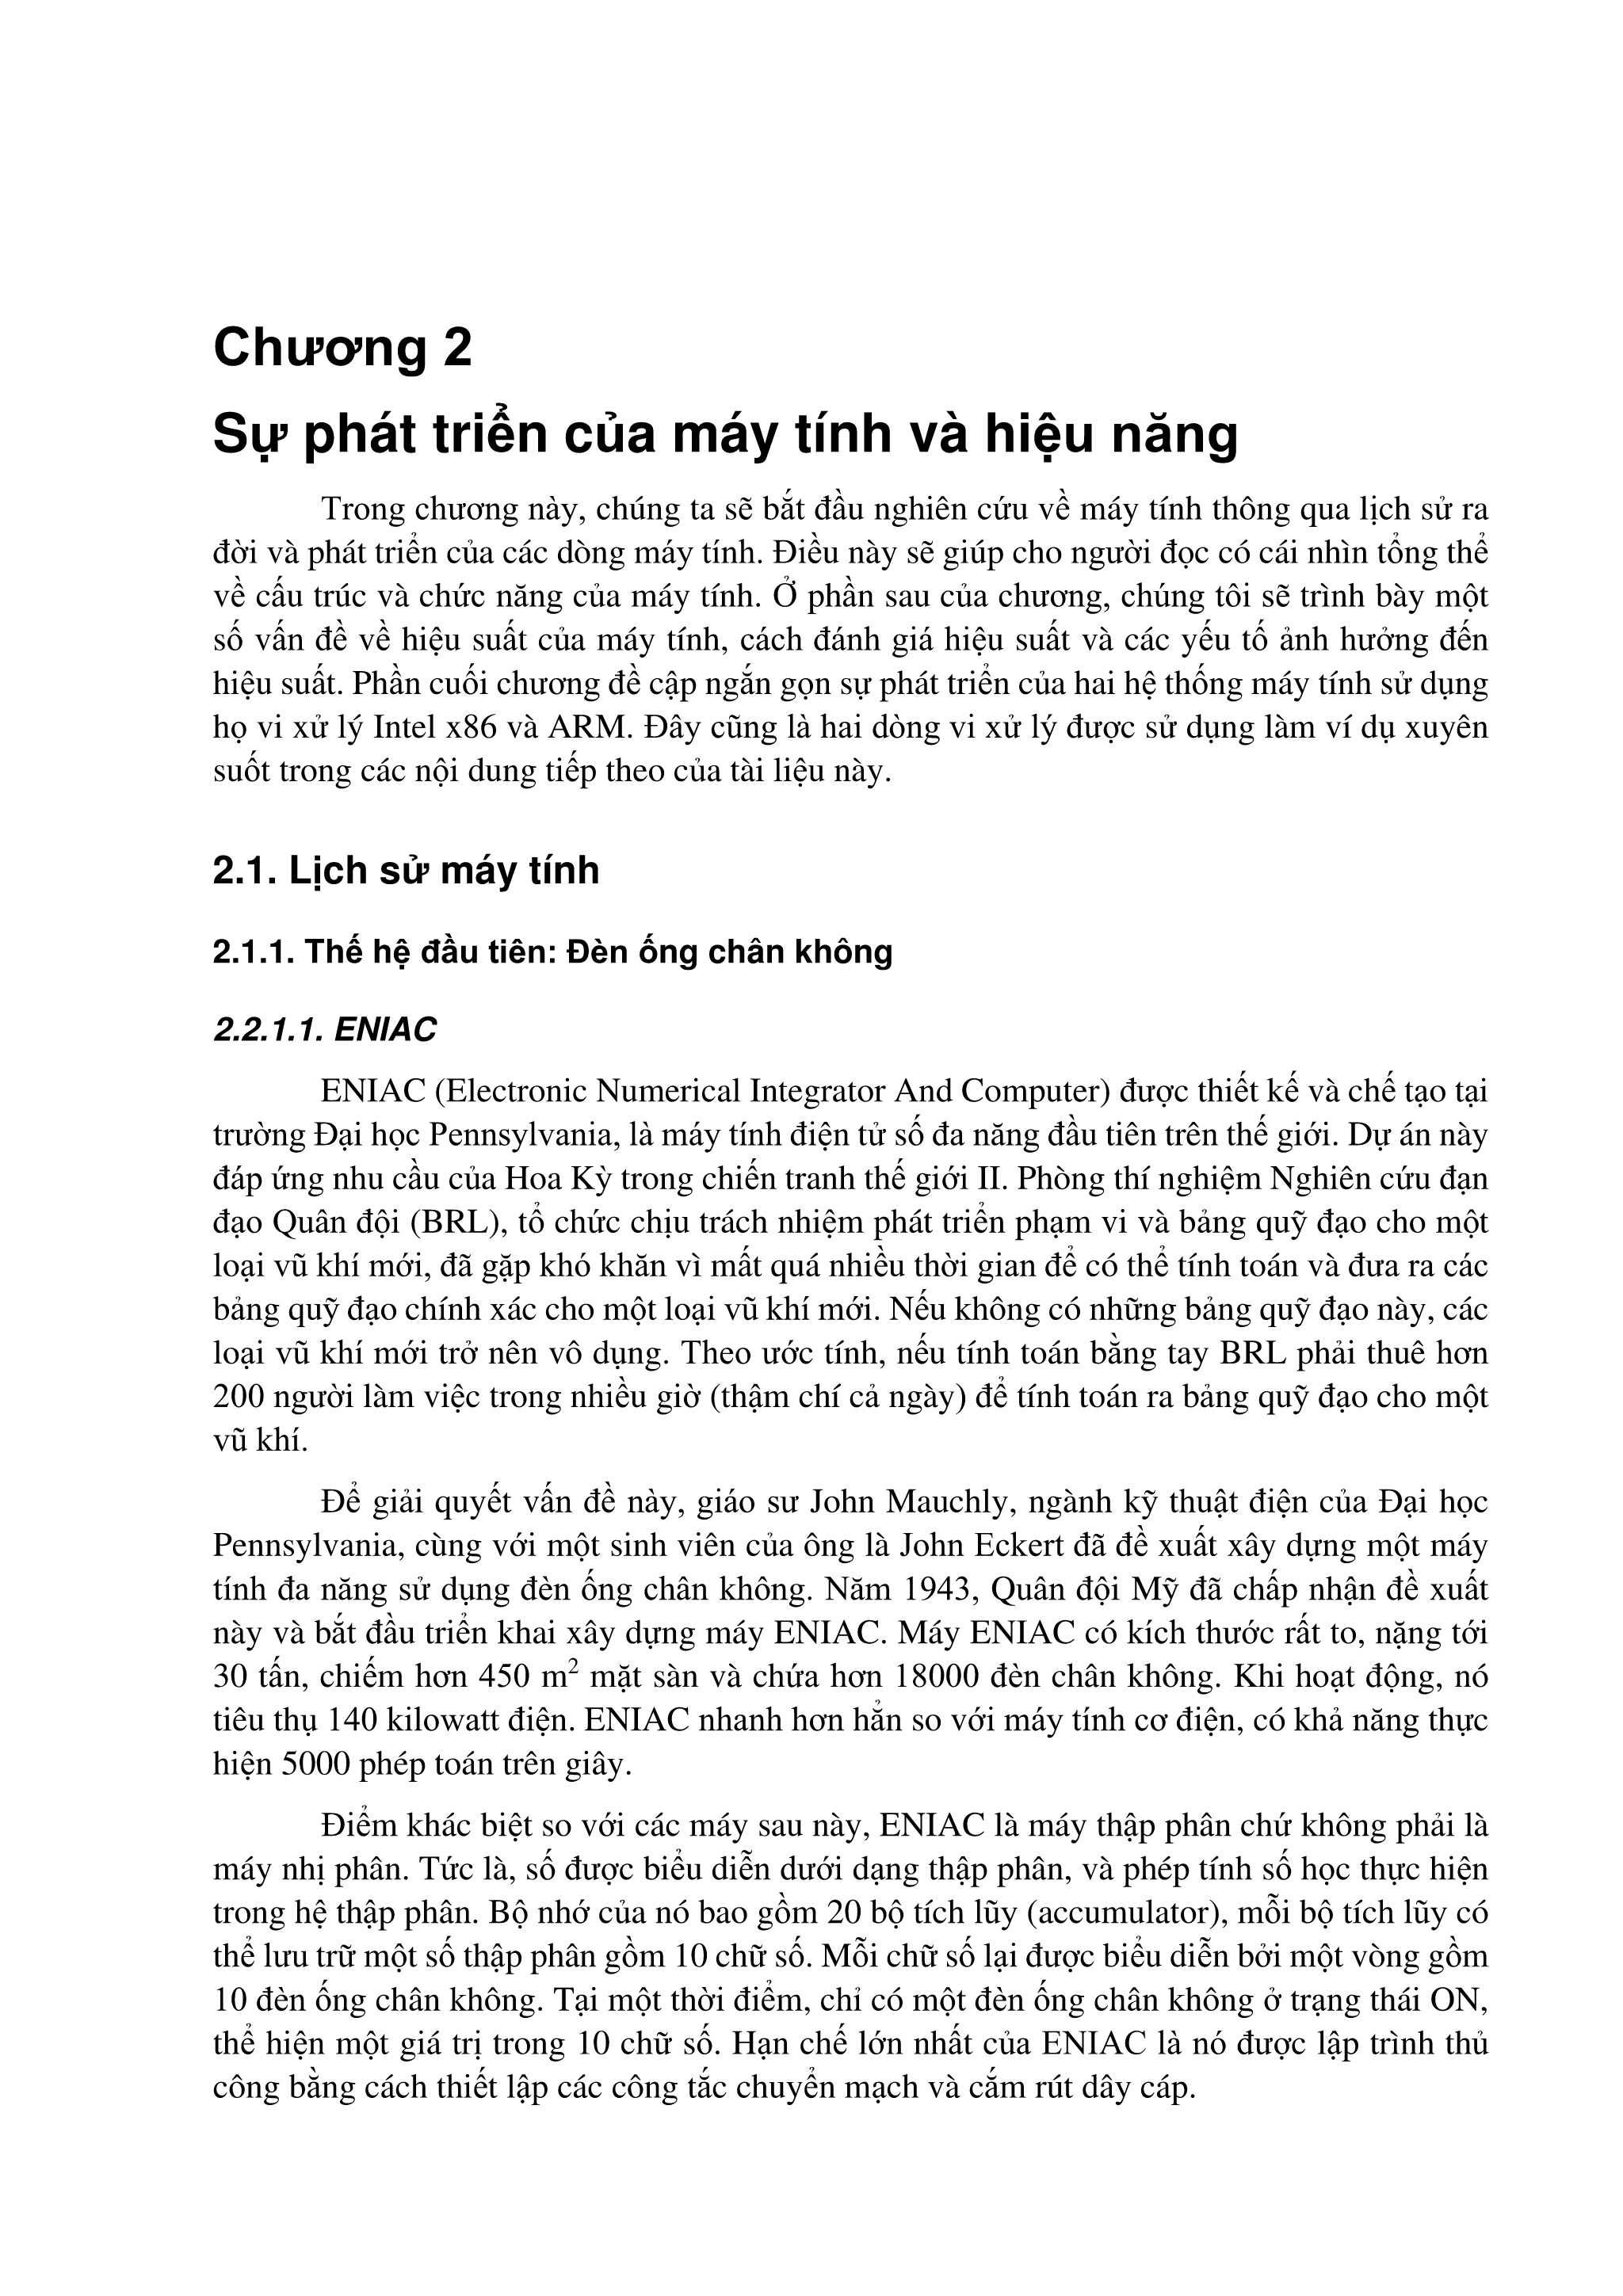 Chương 2
Sự phát triển của máy tính và hiệu năng
Trong chương này, chúng ta sẽ bắt đầu nghiên cứu về máy tính thông qua lịch sử ra
đời và phát triển của các dòng máy tính. Điều này sẽ giúp cho người đọc có cái nhìn tổng thể
về cấu trúc và chức năng của máy tính. Ở phần sau của chương, chúng tôi sẽ trình bày một
số vấn đề về hiệu suất của máy tính, cách đánh giá hiệu suất và các yếu tố ảnh hưởng đến
hiệu suất. Phần cuối chương đề cập ngắn gọn sự phát triển của hai hệ thống máy tính sử dụng
họ vi xử lý Intel x86 và ARM. Đây cũng là hai dòng vi xử lý được sử dụng làm ví dụ xuyên
suốt trong các nội dung tiếp theo của tài liệu này.
2.1. Lịch sử máy tính
2.1.1. Thế hệ đầu tiên: Đèn ống chân không
2.2.1.1. ENIAC
ENIAC (Electronic Numerical Integrator And Computer) được thiết kế và chế tạo tại
trường Đại học Pennsylvania, là máy tính điện tử số đa năng đầu tiên trên thế giới. Dự án này
đáp ứng nhu cầu của Hoa Kỳ trong chiến tranh thế giới II. Phòng thí nghiệm Nghiên cứu đạn
đạo Quân đội (BRL), tổ chức chịu trách nhiệm phát triển phạm vi và bảng quỹ đạo cho một
loại vũ khí mới, đã gặp khó khăn vì mất quá nhiều thời gian để có thể tính toán và đưa ra các
bảng quỹ đạo chính xác cho một loại vũ khí mới. Nếu không có những bảng quỹ đạo này, các
loại vũ khí mới trở nên vô dụng. Theo ước tính, nếu tính toán bằng tay BRL phải thuê hơn
200 người làm việc trong nhiều giờ (thậm chí cả ngày) để tính toán ra bảng quỹ đạo cho một
vũ khí.
Để giải quyết vấn đề này, giáo sư John Mauchly, ngành kỹ thuật điện của Đại học
Pennsylvania, cùng với một sinh viên của ông là John Eckert đã đề xuất xây dựng một máy
tính đa năng sử dụng đèn ống chân không. Năm 1943, Quân đội Mỹ đã chấp nhận đề xuất
này và bắt đầu triển khai xây dựng máy ENIAC. Máy ENIAC có kích thước rất to, nặng tới
30 tấn, chiếm hơn 450 m² mặt sàn và chứa hơn 18000 đèn chân không. Khi hoạt động, nó
tiêu thụ 140 kilowatt điện. ENIAC nhanh hơn hẳn so với máy tính cơ điện, có khả năng thực
hiện 5000 phép toán trên giây.
Điểm khác biệt so với các máy sau này, ENIAC là máy thập phân chứ không phải là
máy nhị phân. Tức là, số được biểu diễn dưới dạng thập phân, và phép tính số học thực hiện
trong hệ thập phân. Bộ nhớ của nó bao gồm 20 bộ tích lũy (accumulator), mỗi bộ tích lũy có
thể lưu trữ một số thập phân gồm 10 chữ số. Mỗi chữ số lại được biểu diễn bởi một vòng gồm
10 đèn ống chân không. Tại một thời điểm, chỉ có một đèn ống chân không ở trạng thái ON,
thể hiện một giá trị trong 10 chữ số. Hạn chế lớn nhất của ENIAC là nó được lập trình thủ
công bằng cách thiết lập các công tắc chuyển mạch và cắm rút dây cáp.